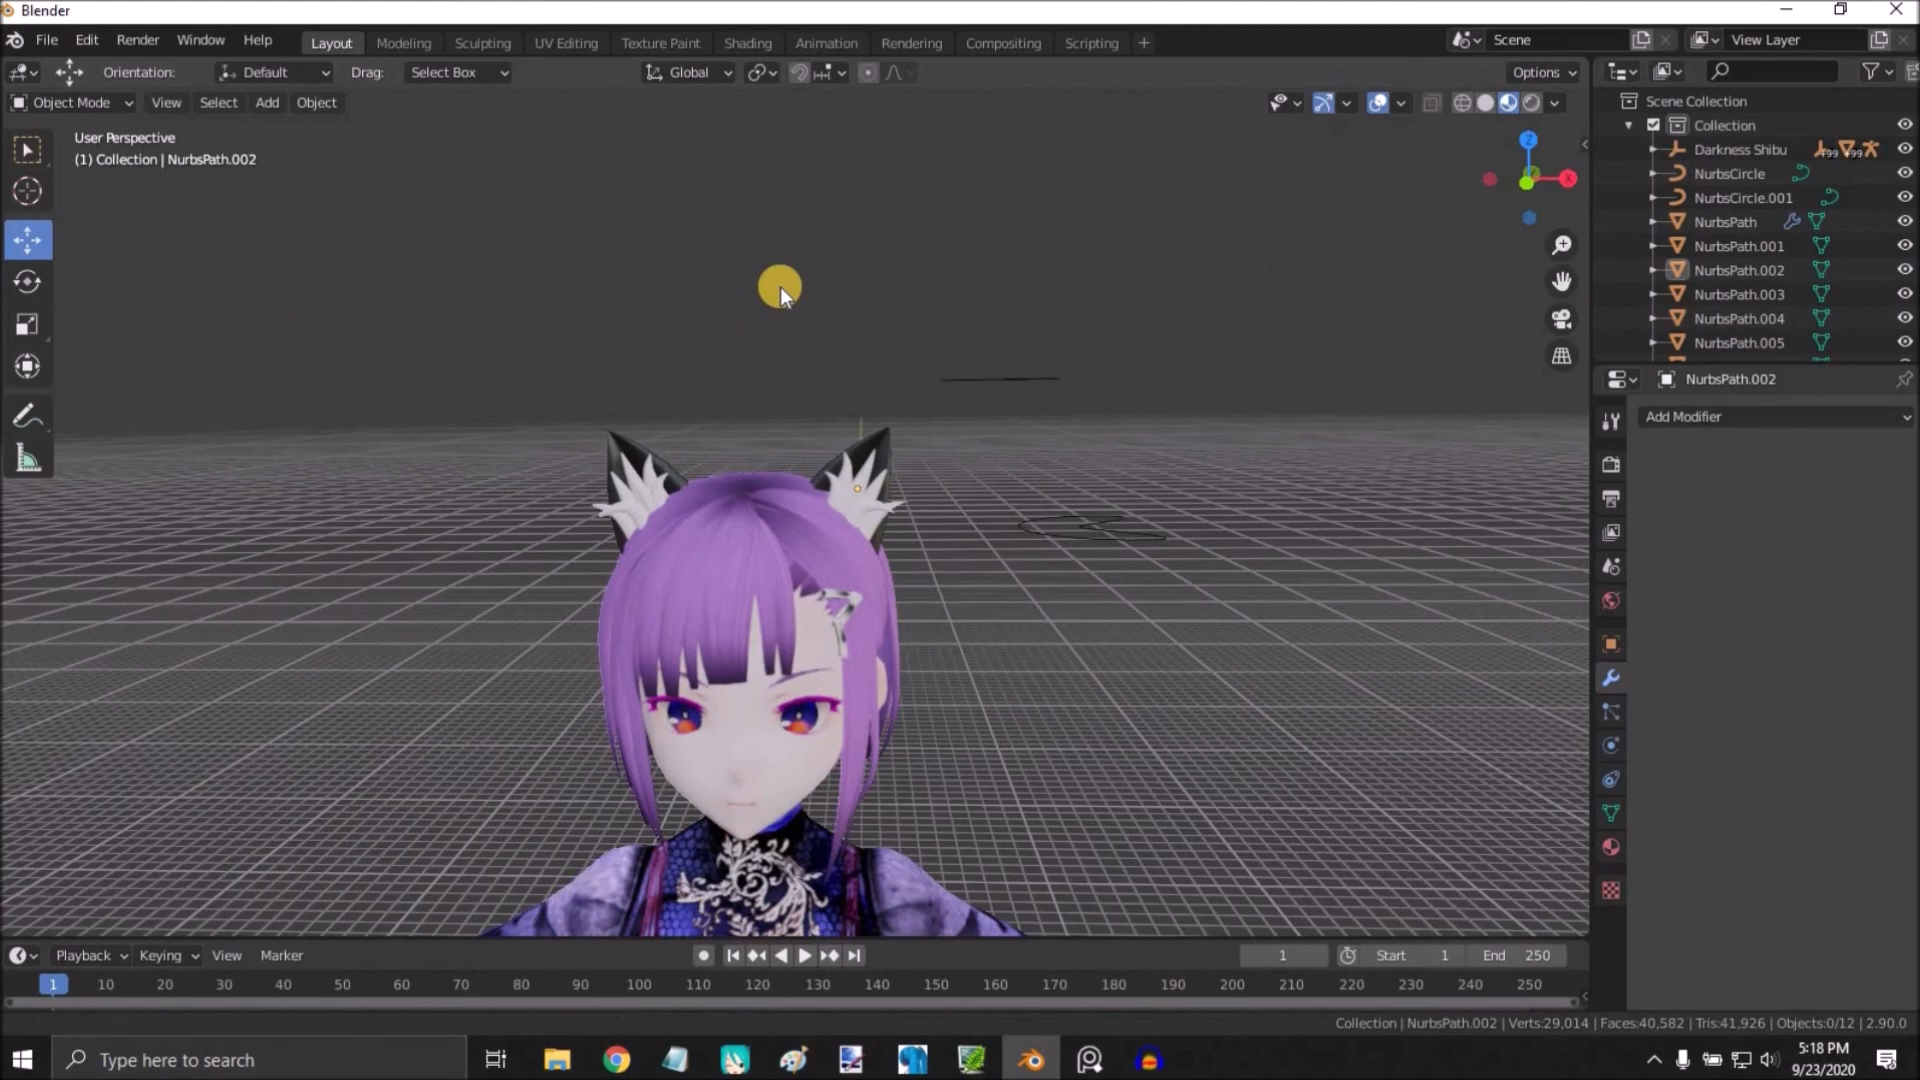 Blender
File Edit Render Window Help Layout Modeling Sculpting UV Editing Texture Paint Shading Animation Rendering Compositing Scripting + Scene View Layer
Orientation: Default Drag: Select Box Global Options
Object Mode View Select Add Object
User Perspective
(1) Collection | NurbsPath.002
Z
X
Scene Collection
Collection
Darkness Shibu +99 +99
NurbsCircle
NurbsCircle.001
NurbsPath
NurbsPath.001
NurbsPath.002
NurbsPath.003
NurbsPath.004
NurbsPath.005
NurbsPath.002
Add Modifier
Playback Keying View Marker 1 Start 1 End 250
1 10 20 30 40 50 60 70 80 90 100 110 120 130 140 150 160 170 180 190 200 210 220 230 240 250
Collection | NurbsPath.002 | Verts:29,014 | Faces:40,582 | Tris:41,926 | Objects:0/12 | 2.90.0
Type here to search
5:18 PM
9/23/2020